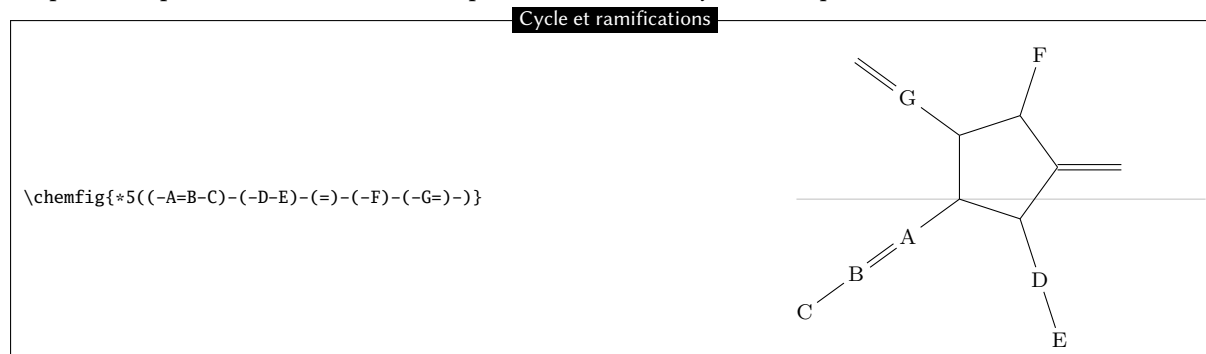 Cycle et ramifications
\chemfig{*5((-A=B-C)-(-D-E)-(=)-(-F)-(-G=)-)}
F
G
A
B
D
C
E